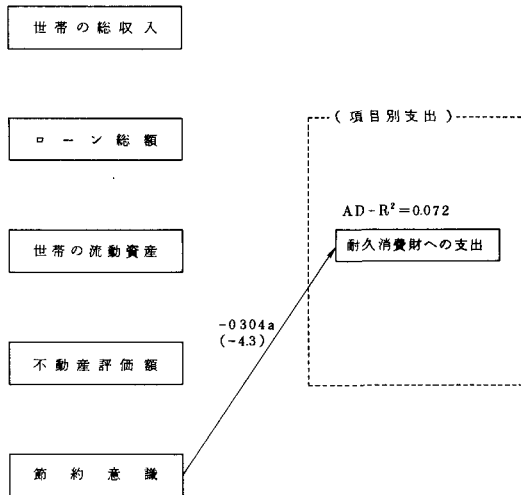 世帯の総収入
ローン総額
(項目別支出)
AD-R²=0.072
世帯の流動資産
耐久消費財への支出
-0304a
(-4.3)
不動産評価額
節約意識